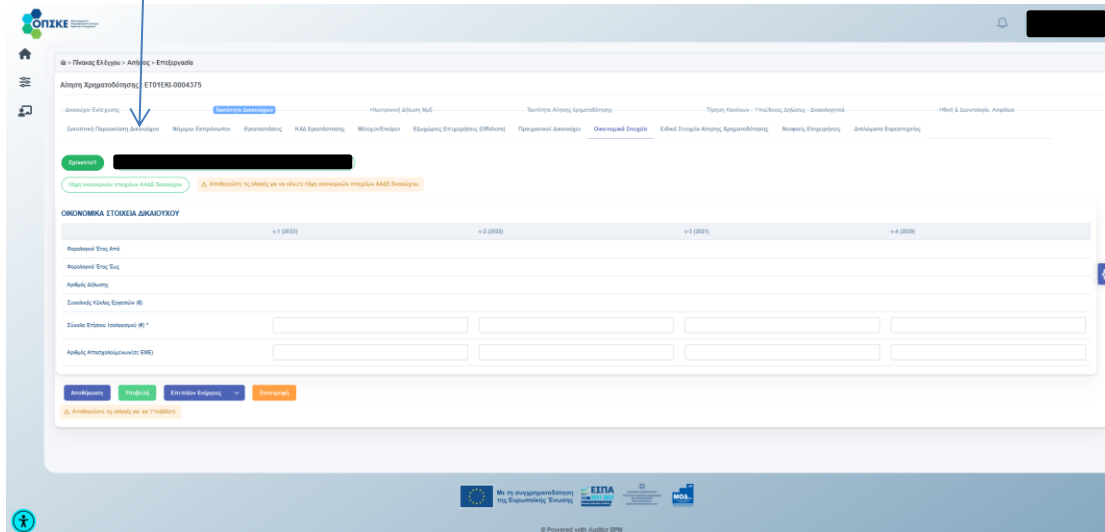 ΟΠΣΚΕ
> Πίνακας Ελέγχου > Αιτήσεις > Επεξεργασία
Αίτηση Χρηματοδότησης: ΕΤ01ΕΚΙ-0004375
Δικαιούχοι Ενίσχυσης
Ταυτότητα Δικαιούχων
Ηλεκτρονική Δήλωση ΜμΕ
Ταυτότητα Αίτησης Χρηματοδότησης
Τήρηση Κανόνων - Υπεύθυνες Δηλώσεις - Δικαιολογητικά
Ηθική & Δεοντολογία, Ασφάλεια
Συνοπτική Παρουσίαση Δικαιούχου
Νόμιμοι Εκπρόσωποι
Εγκαταστάσεις
ΚΑΔ Εγκατάστασης
Μέτοχοι/Εταίροι
Εξωχώριες Επιχειρήσεις (Offshore)
Πραγματικοί Δικαιούχοι
Οικονομικά Στοιχεία
Ειδικά Στοιχεία Αίτησης Χρηματοδότησης
Νεοφυείς Επιχειρήσεις
Διπλώματα Ευρεσιτεχνίας
Λήψη οικονομικών στοιχείων ΑΑΔΕ δικαιούχου
Αποθηκεύστε τις αλλαγές για να κάνετε Λήψη οικονομικών στοιχείων ΑΑΔΕ δικαιούχου.
ΟΙΚΟΝΟΜΙΚΑ ΣΤΟΙΧΕΙΑ ΔΙΚΑΙΟΥΧΟΥ
ν-1 (2023) ν-2 (2022) ν-3 (2021) ν-4 (2020)
Φορολογικό Έτος Από
Φορολογικό Έτος Έως
Αριθμός Δήλωσης
Συνολικός Κύκλος Εργασιών (€)
Σύνολο Ετήσιου Ισολογισμού (€) *
Αριθμός Απασχολούμενων(σε ΕΜΕ)
Αποθήκευση Υποβολή Επιπλέον Ενέργειες Επιστροφή
Αποθηκεύστε τις αλλαγές για να Υποβάλετε.
Με τη συγχρηματοδότηση
της Ευρωπαϊκής Ένωσης
ΕΣΠΑ
ΜΟΔ
© Powered with Auditor BPM